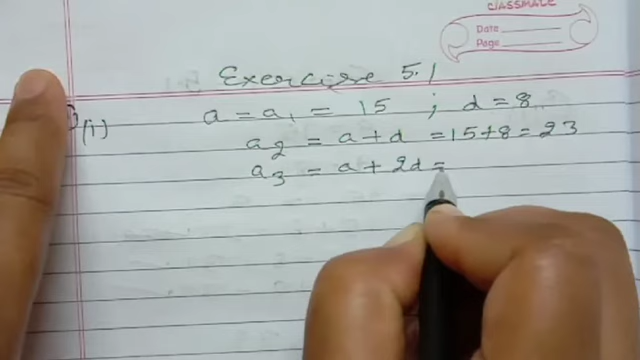 CLASSMATE
Date
Page
Exercise 5.1
(i) a = a₁ = 15 ; d = 8
a₂ = a + d = 15 + 8 = 23
a₃ = a + 2d =